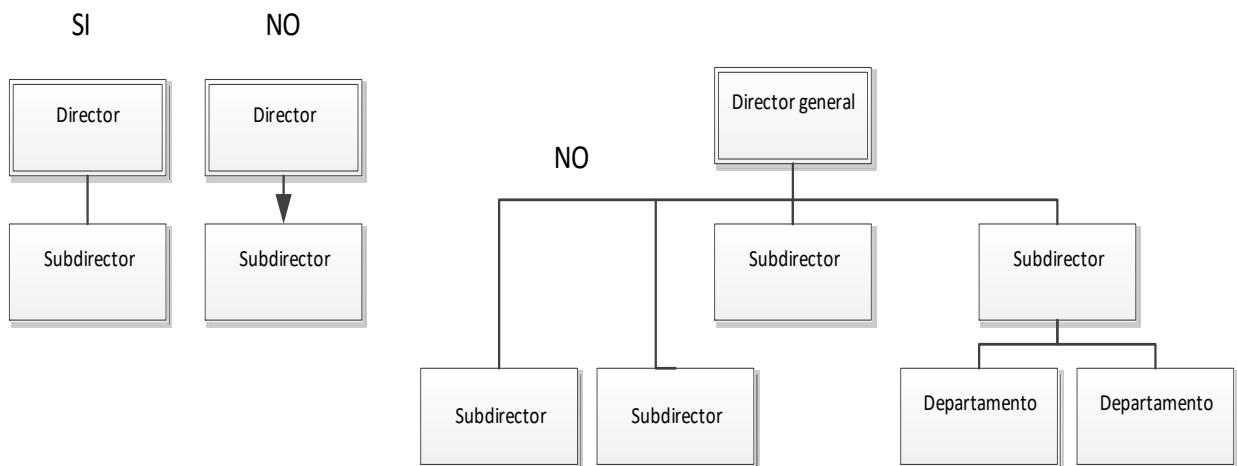 SI
NO
Director
Director
Subdirector
Subdirector
NO
Director general
Subdirector
Subdirector
Subdirector
Subdirector
Departamento
Departamento